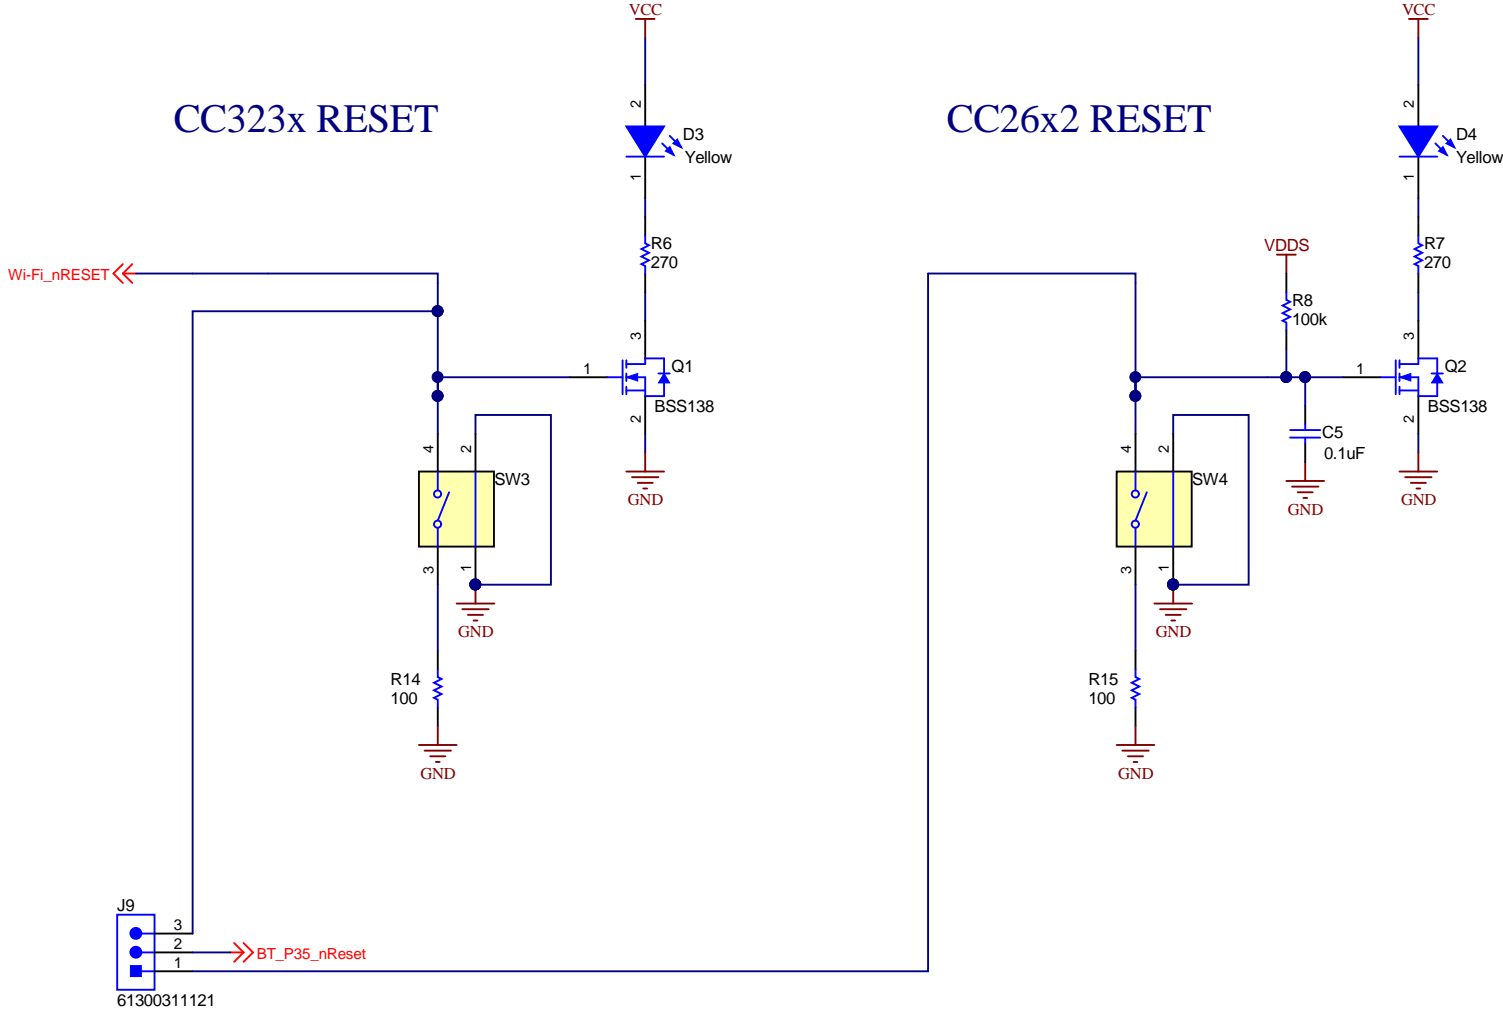 VCC
VCC
CC323x RESET
CC26x2 RESET
2
D3
Yellow
1
2
D4
Yellow
1
R6
270
VDDS
R7
270
Wi-Fi_nRESET
R8
100k
3
Q1
1
BSS138
2
GND
3
Q2
1
BSS138
2
GND
C5
0.1uF
GND
4
2
SW3
3
1
GND
4
2
SW4
3
1
GND
R14
100
GND
R15
100
GND
J9
3
2
BT_P35_nReset
1
61300311121